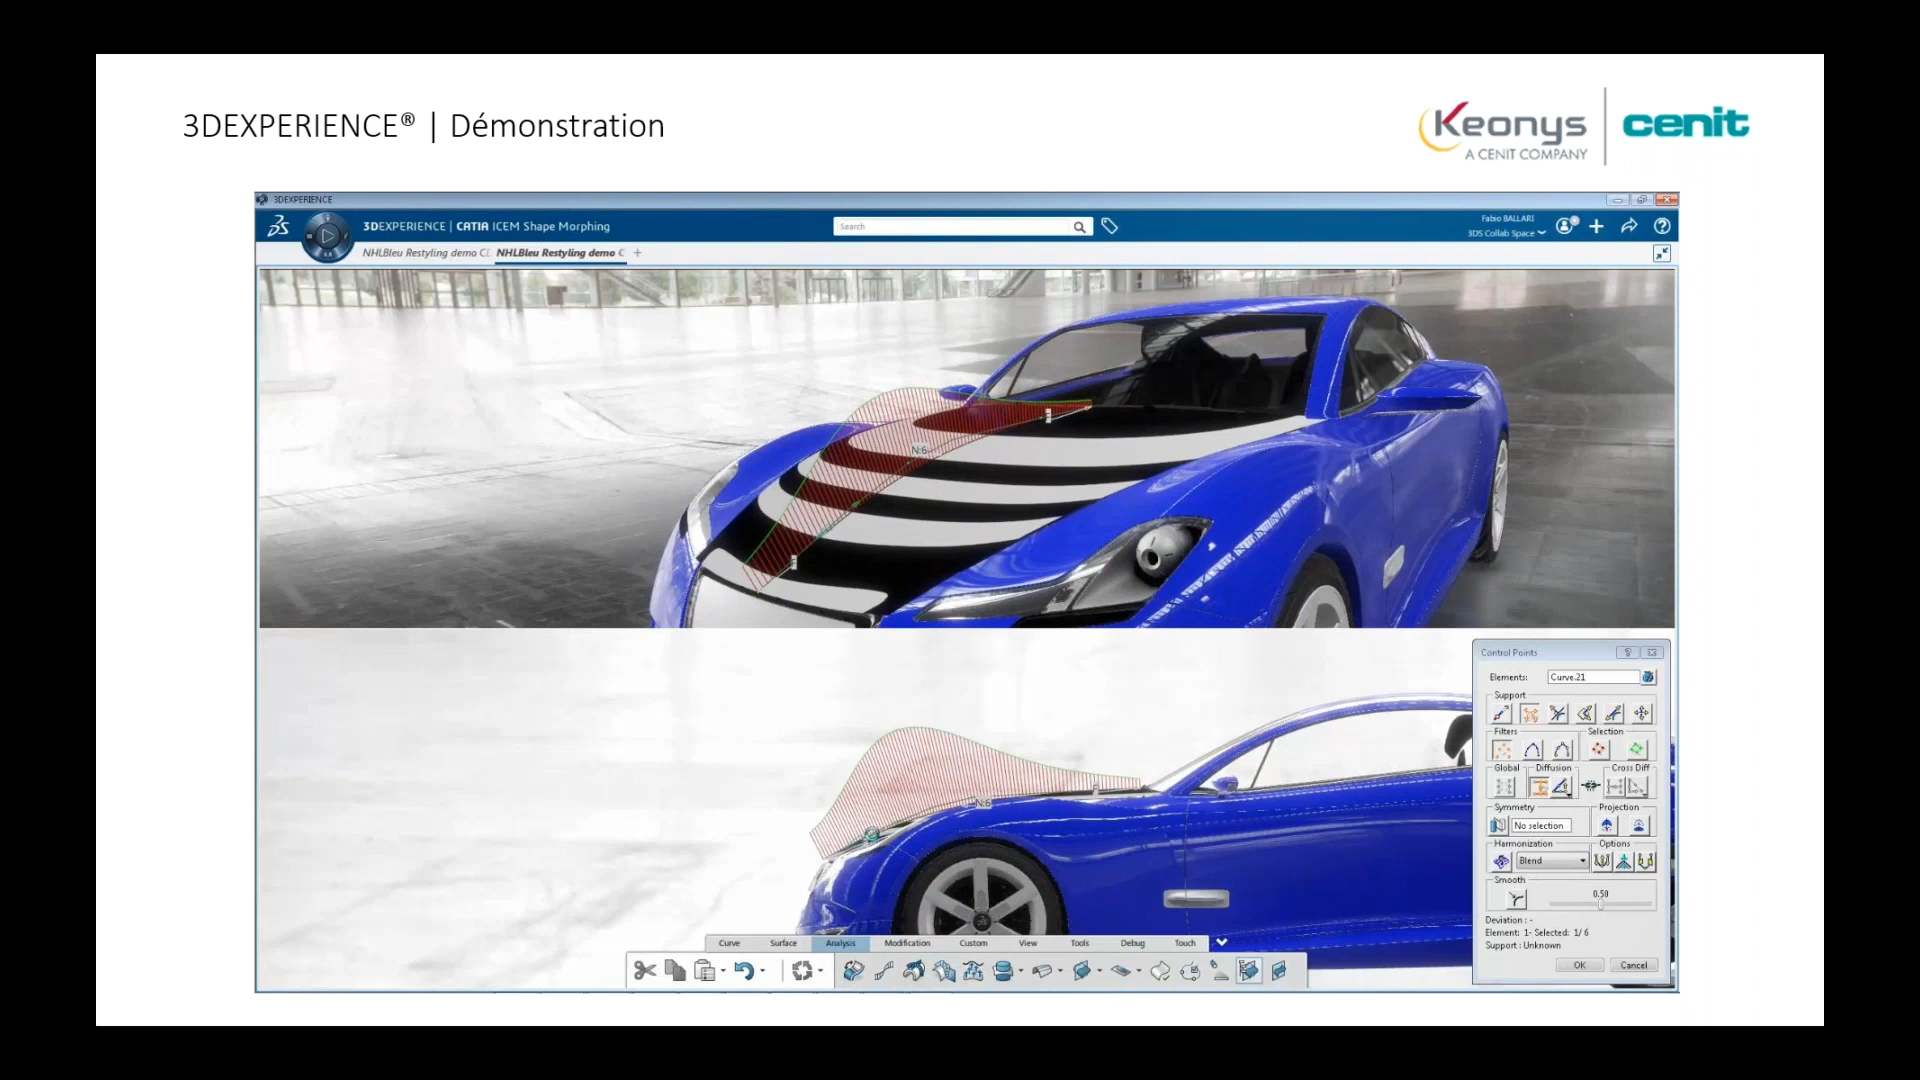 3DEXPERIENCE® | Démonstration
Keonys
A CENIT COMPANY
cenit
3DEXPERIENCE
3DEXPERIENCE | CATIA ICEM Shape Morphing
Search
Fabio BALLARI
3DS Collab Space
NHLBleu Restyling demo C
NHLBleu Restyling demo C
N:6
N:6
Control Points
Elements:
Curve.21
Support
Filters
Selection
Global
Diffusion
Cross Diff
Symmetry
Projection
No selection
Harmonization
Options
Blend
Smooth
0.50
Deviation : -
Element: 1- Selected: 1/ 6
Support : Unknown
OK
Cancel
Curve
Surface
Analysis
Modification
Custom
View
Tools
Debug
Touch